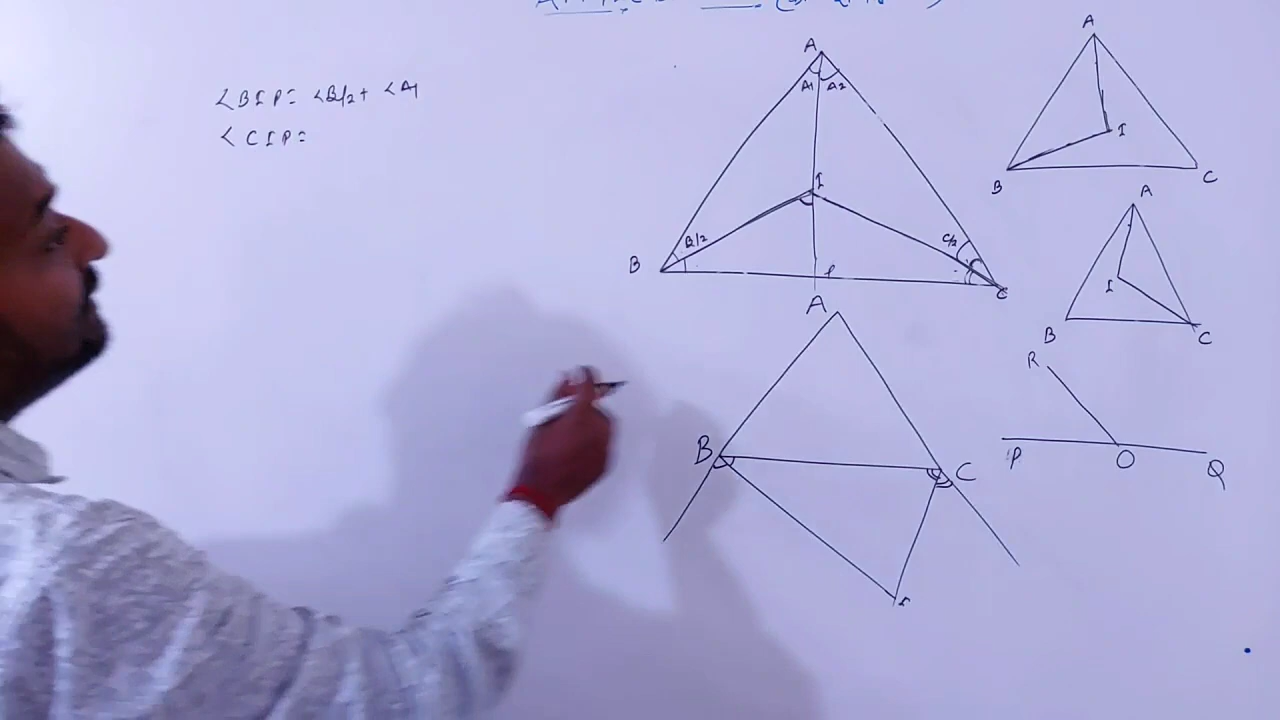 <BIP= <B/2+ <A1
<CIP=
A
A1 A2
I
B/2
C/2
B
P
C
A
I
B
C
A
I
B
C
A
B
C
I
R
P
O
Q